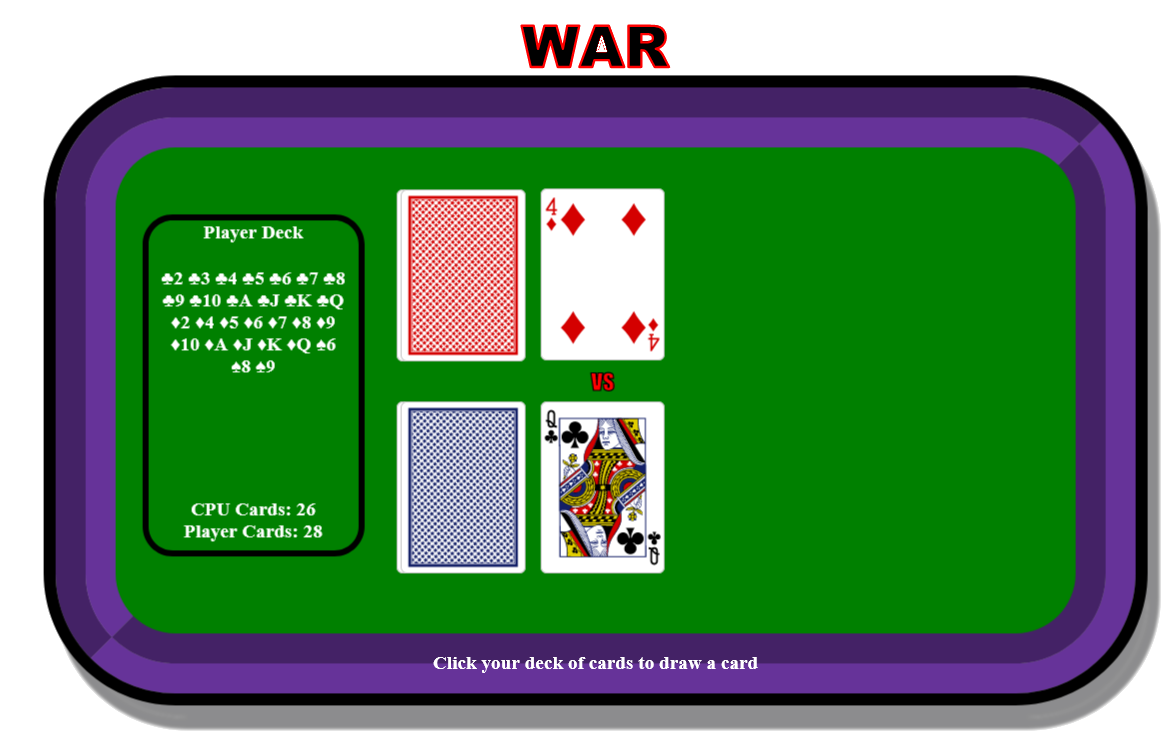 WAR
Player Deck
♣2 ♣3 ♣4 ♣5 ♣6 ♣7 ♣8
♣9 ♣10 ♣A ♣J ♣K ♣Q
♦2 ♦4 ♦5 ♦6 ♦7 ♦8 ♦9
♦10 ♦A ♦J ♦K ♦Q ♠6
♠8 ♠9
CPU Cards: 26
Player Cards: 28
4
4
VS
Q
Q
Click your deck of cards to draw a card